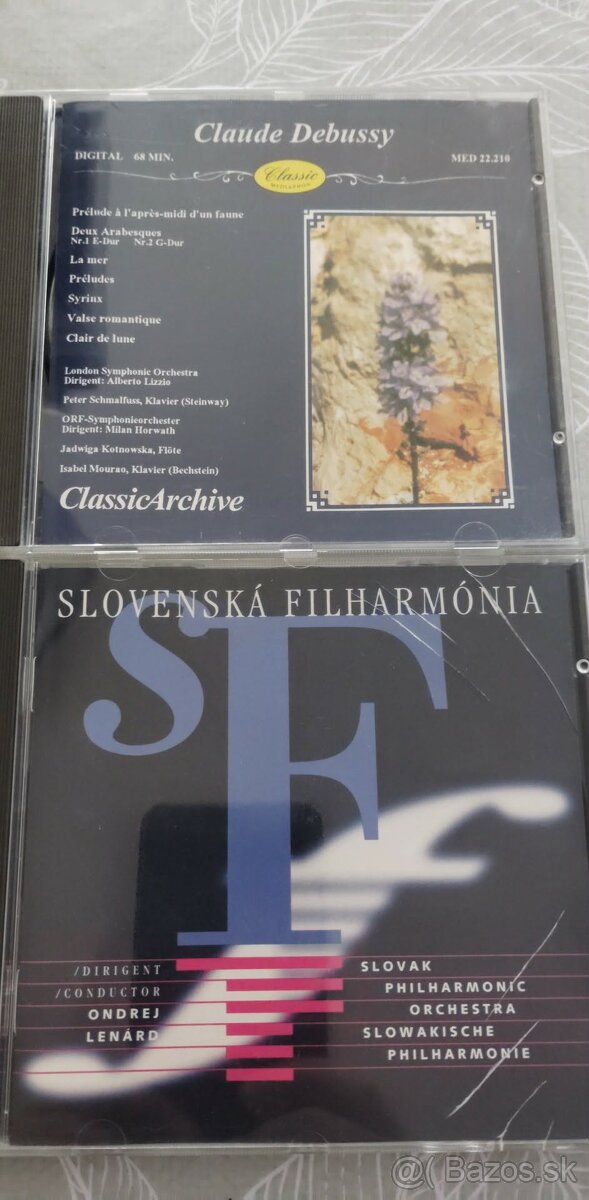 Claude Debussy
DIGITAL 68 MIN.
MED 22.210
Classic
MEDIAPHON
Prélude à l'après-midi d'un faune
Deux Arabesques
Nr.1 E-Dur Nr.2 G-Dur
La mer
Préludes
Syrinx
Valse romantique
Clair de lune
London Symphonic Orchestra
Dirigent: Alberto Lizzio
Peter Schmalfuss, Klavier (Steinway)
ORF-Symphonieorchester
Dirigent: Milan Horwath
Jadwiga Kotnowska, Flöte
Isabel Mourao, Klavier (Bechstein)
ClassicArchive
SLOVENSKÁ FILHARMÓNIA
SF
/DIRIGENT
/CONDUCTOR
ONDREJ
LENÁRD
SLOVAK
PHILHARMONIC
ORCHESTRA
SLOWAKISCHE
PHILHARMONIE
@( Bazos.sk